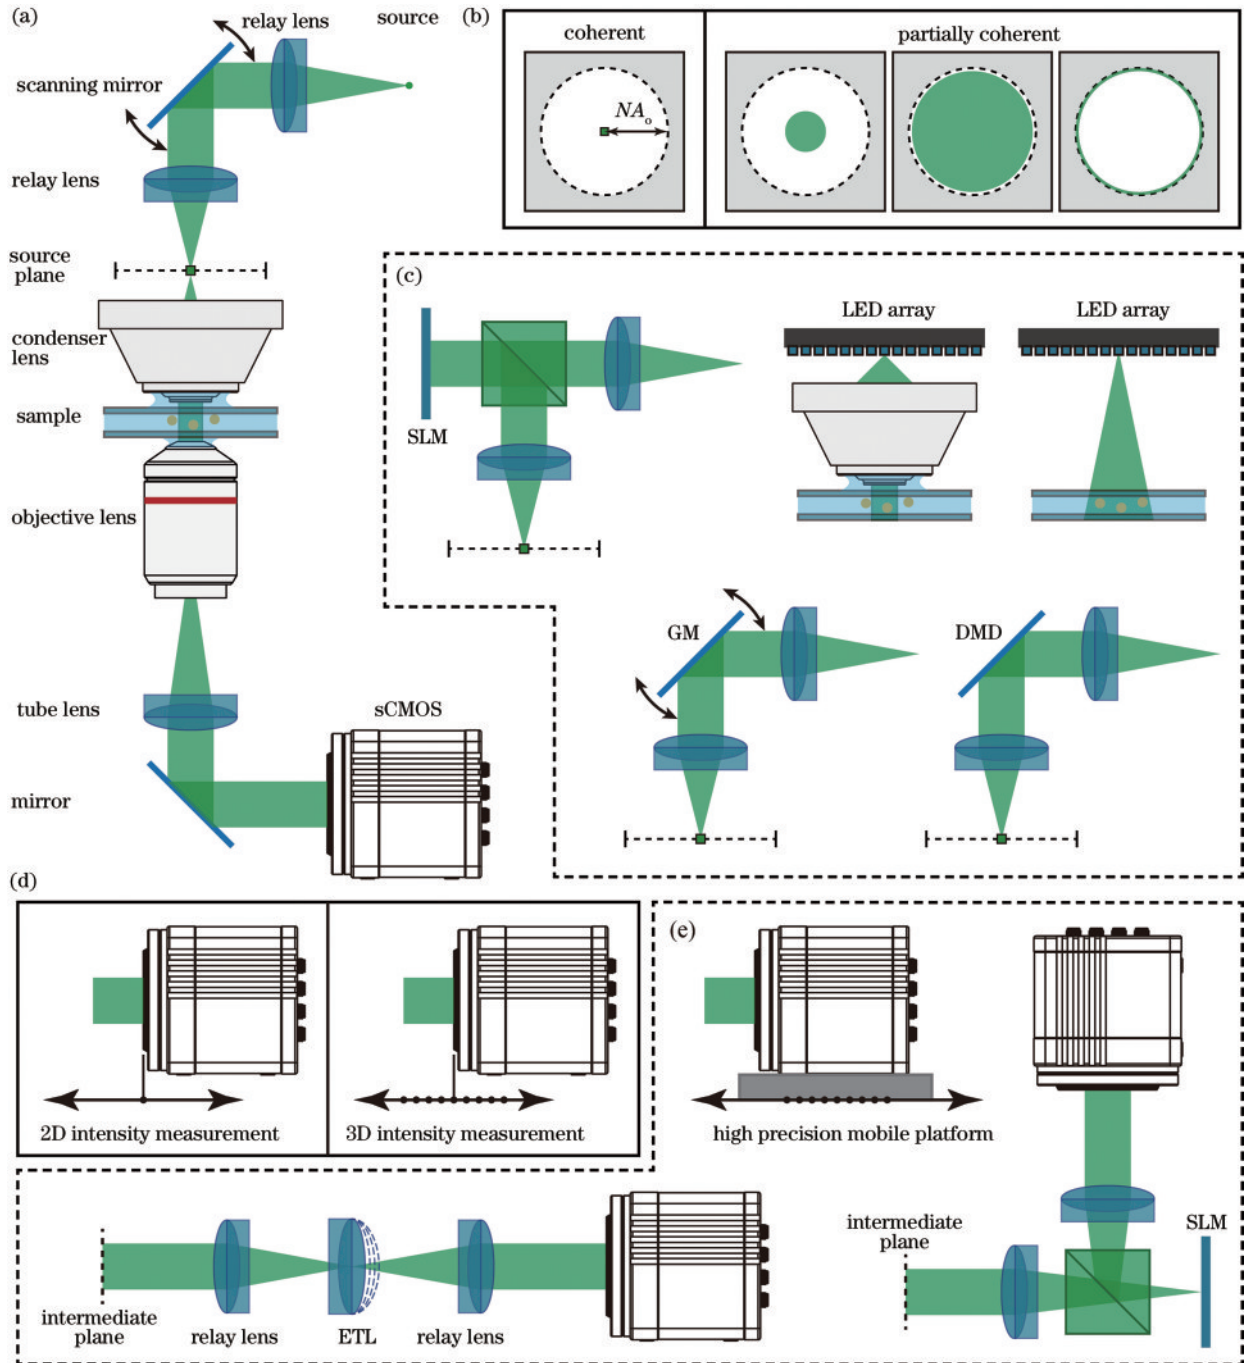 (a)
relay lens
source
scanning mirror
relay lens
source
plane
condenser
lens
sample
objective lens
tube lens
sCMOS
mirror
(b)
coherent
partially coherent
NAo
(c)
SLM
LED array
LED array
GM
DMD
(d)
2D intensity measurement
3D intensity measurement
(e)
high precision mobile platform
intermediate
plane
SLM
intermediate
plane
relay lens
ETL
relay lens